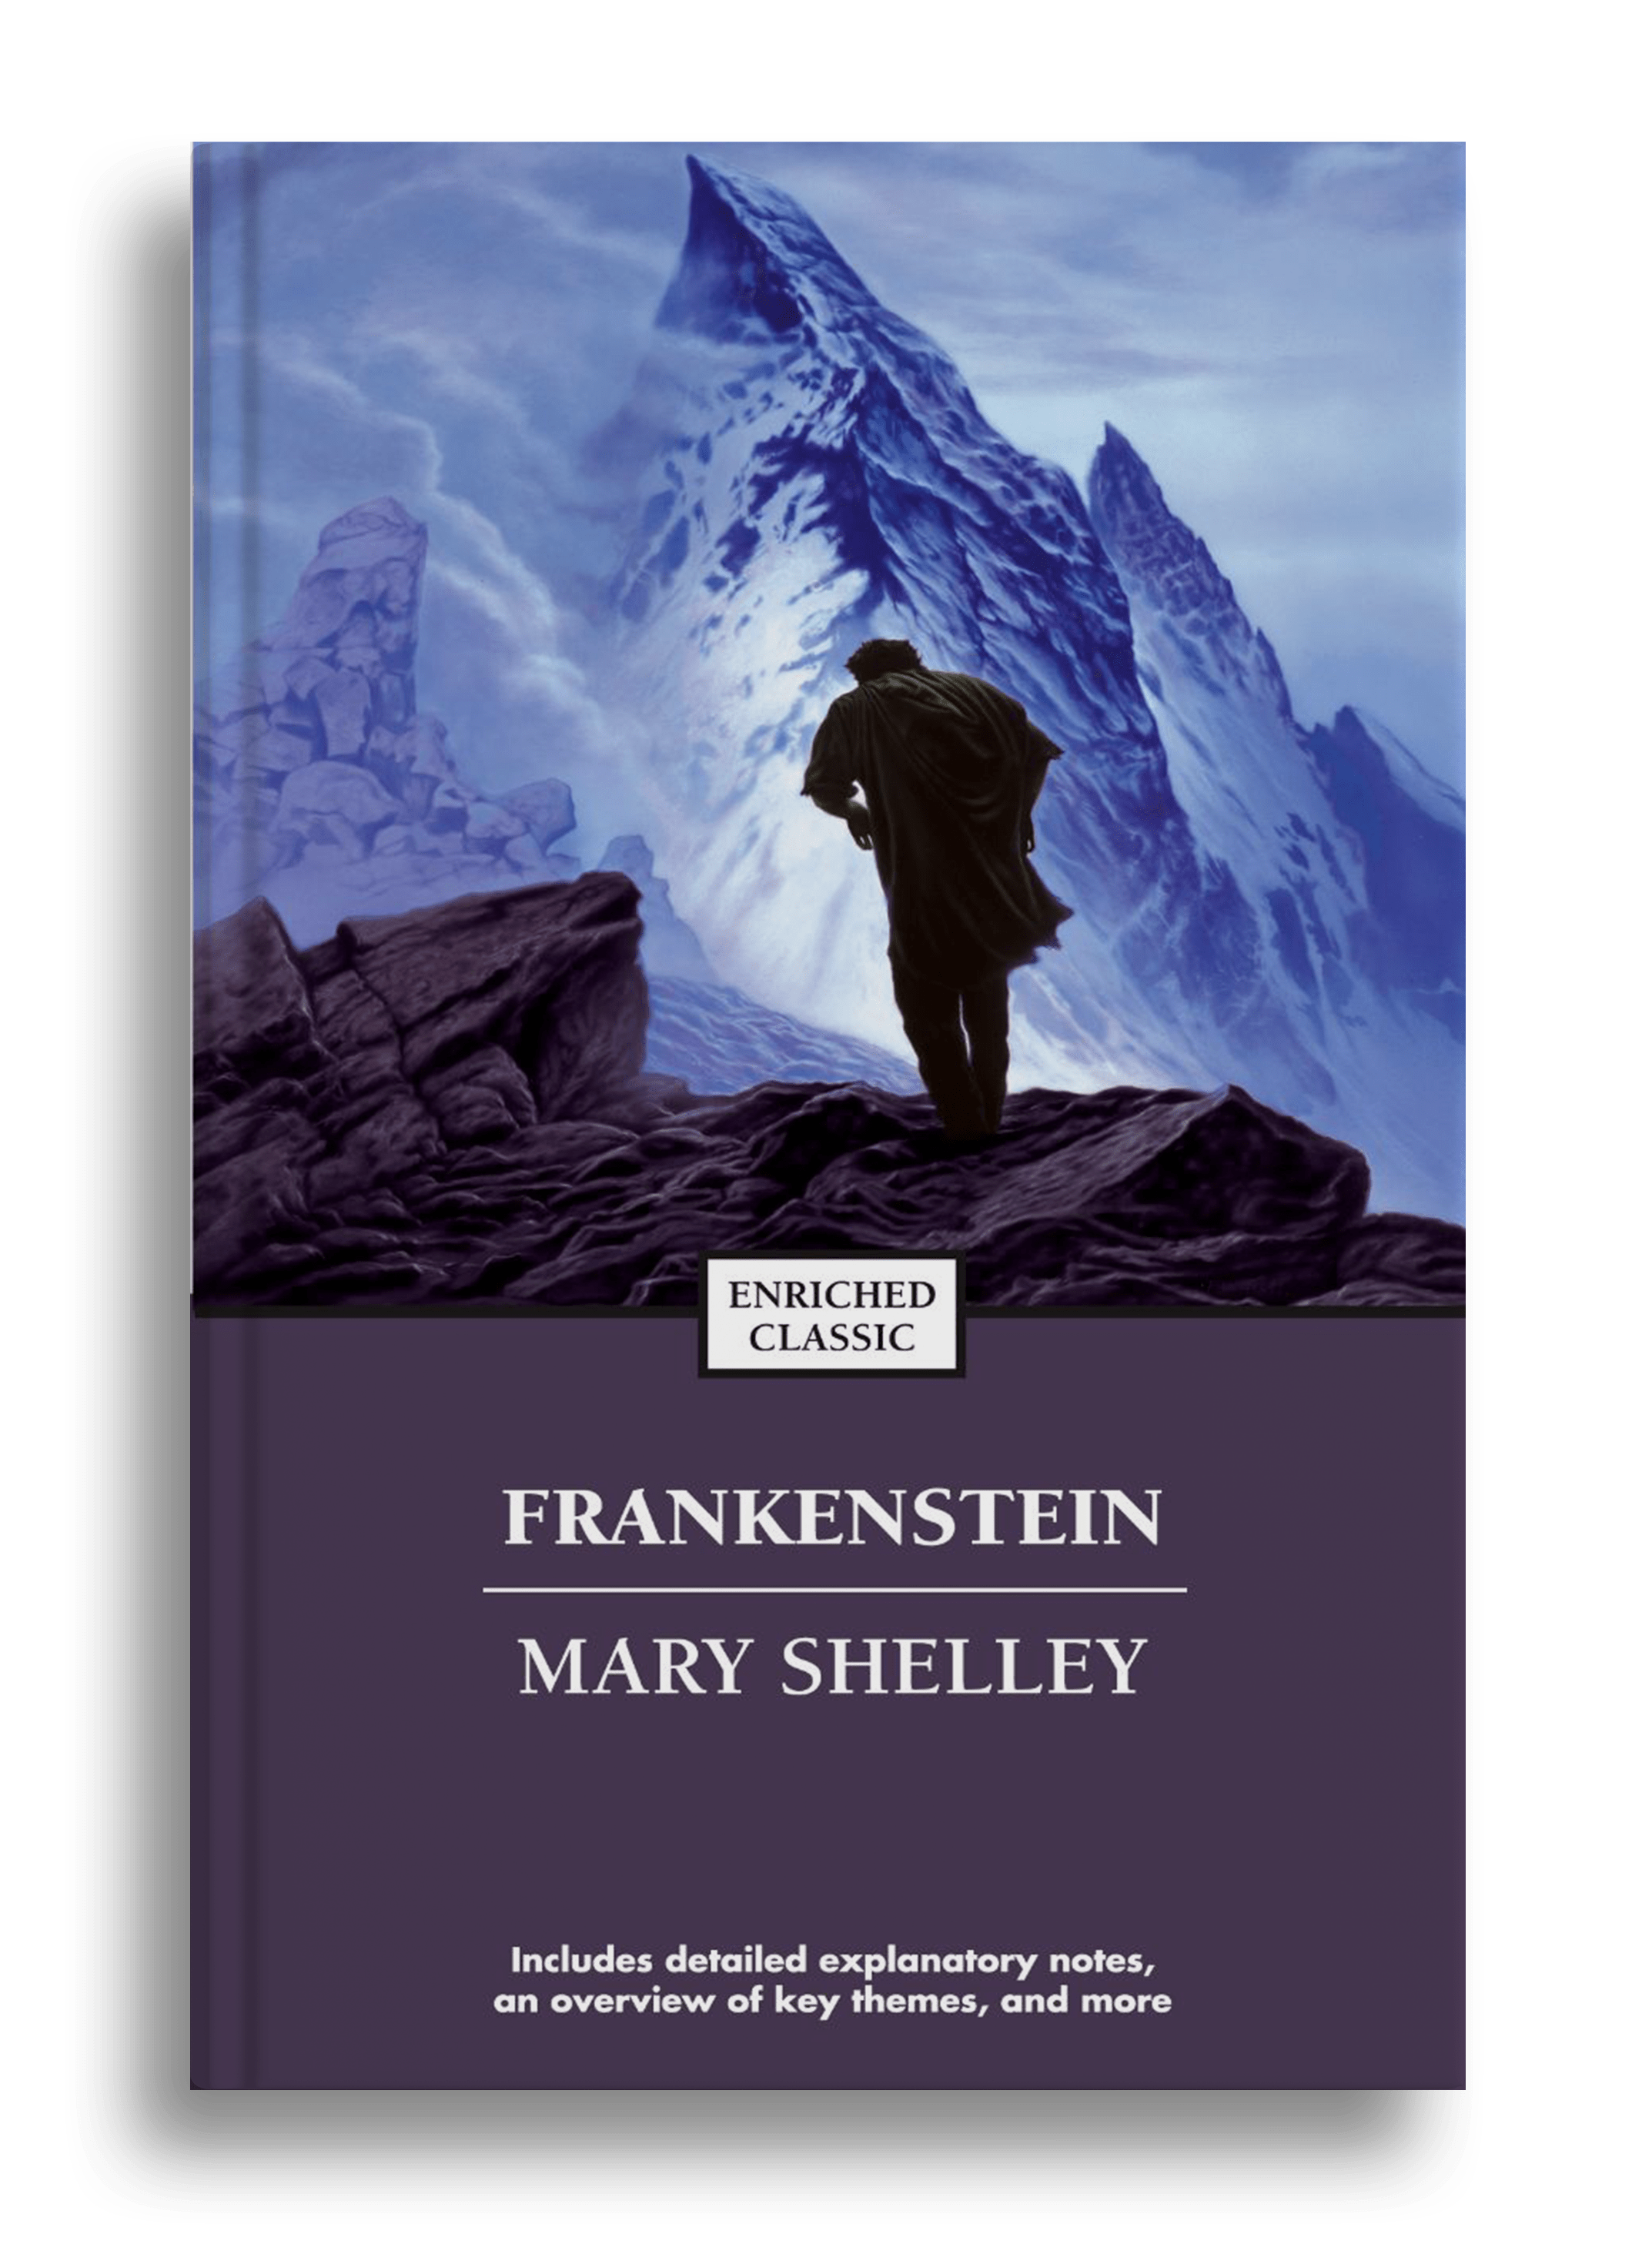 ENRICHED
CLASSIC
FRANKENSTEIN
MARY SHELLEY
Includes detailed explanatory notes,
an overview of key themes, and more